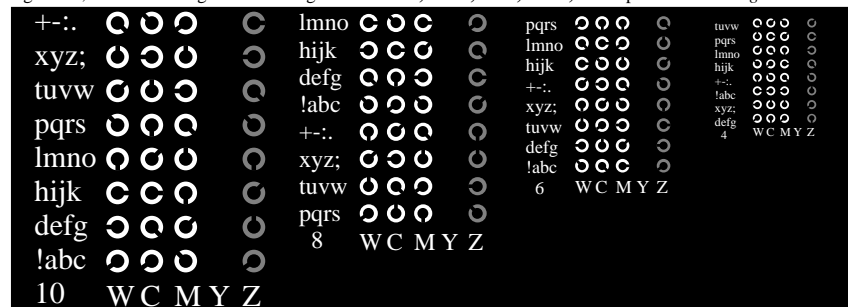 +-:.
xyz;
tuvw
pqrs
lmno
hijk
defg
!abc
10 W C M Y Z
lmno
hijk
defg
!abc
+-:.
xyz;
tuvw
pqrs
8 W C M Y Z
pqrs
lmno
hijk
+-:.
xyz;
tuvw
defg
!abc
6 W C M Y Z
tuvw
pqrs
lmno
hijk
+-:.
!abc
xyz;
defg
4 W C M Y Z